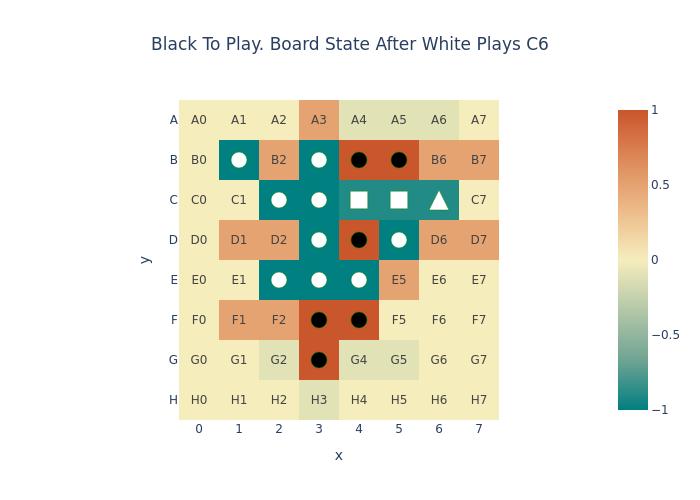 Black To Play. Board State After White Plays C6
A A0 A1 A2 A3 A4 A5 A6 A7
B B0 B2 B6 B7
C C0 C1 C7
D D0 D1 D2 D6 D7
E E0 E1 E5 E6 E7
F F0 F1 F2 F5 F6 F7
G G0 G1 G2 G4 G5 G6 G7
H H0 H1 H2 H3 H4 H5 H6 H7
0 1 2 3 4 5 6 7
x
y
1
0.5
0
−0.5
−1